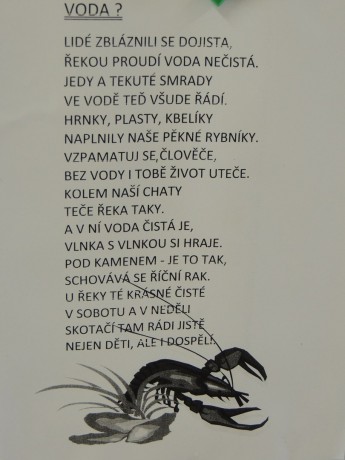 VODA ?
LIDÉ ZBLÁZNILI SE DOJISTA,
ŘEKOU PROUDÍ VODA NEČISTÁ.
JEDY A TEKUTÉ SMRADY
VE VODĚ TEĎ VŠUDE ŘÁDÍ.
HRNKY, PLASTY, KBELÍKY
NAPLNILY NAŠE PĚKNÉ RYBNÍKY.
VZPAMATUJ SE,ČLOVĚČE,
BEZ VODY I TOBĚ ŽIVOT UTEČE.
KOLEM NAŠÍ CHATY
TEČE ŘEKA TAKY.
A V NÍ VODA ČISTÁ JE,
VLNKA S VLNKOU SI HRAJE.
POD KAMENEM - JE TO TAK,
SCHOVÁVÁ SE ŘÍČNÍ RAK.
U ŘEKY TÉ KRÁSNÉ ČISTÉ
V SOBOTU A V NEDĚLI
SKOTAČÍ TAM RÁDI JISTĚ
NEJEN DĚTI, ALE I DOSPĚLÍ.